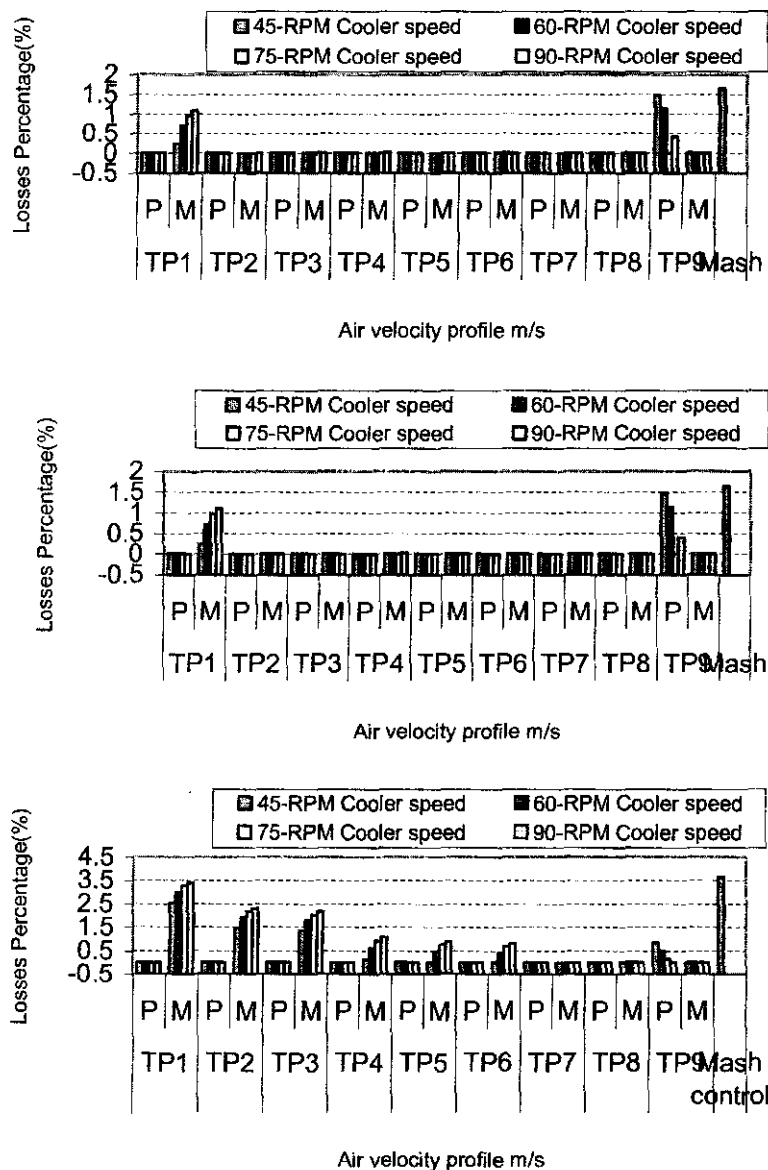 45-RPM Cooler speed 60-RPM Cooler speed
75-RPM Cooler speed 90-RPM Cooler speed
Losses Percentage(%)
2
1.5
1
0.5
0
-0.5
P M P M P M P M P M P M P M P M P M
TP1 TP2 TP3 TP4 TP5 TP6 TP7 TP8 TP9 Mash
Air velocity profile m/s
45-RPM Cooler speed 60-RPM Cooler speed
75-RPM Cooler speed 90-RPM Cooler speed
Losses Percentage(%)
2
1.5
1
0.5
0
-0.5
P M P M P M P M P M P M P M P M P M
TP1 TP2 TP3 TP4 TP5 TP6 TP7 TP8 TP9 Mash
Air velocity profile m/s
45-RPM Cooler speed 60-RPM Cooler speed
75-RPM Cooler speed 90-RPM Cooler speed
Losses Percentage(%)
4.5
3.5
2.5
1.5
0.5
-0.5
P M P M P M P M P M P M P M P M P M
TP1 TP2 TP3 TP4 TP5 TP6 TP7 TP8 TP9 Mash
control
Air velocity profile m/s